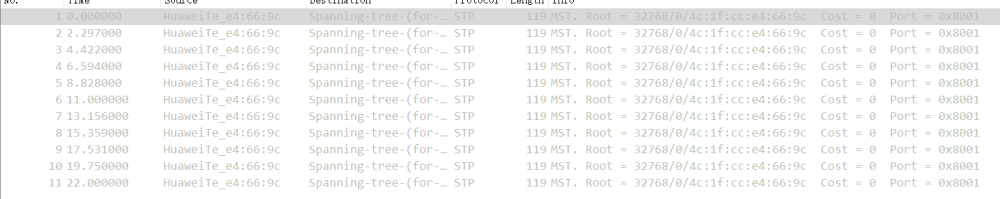 No. Time Source Destination Protocol Length Info
1 0.000000 HuaweiTe_e4:66:9c Spanning-tree-(for-… STP 119 MST. Root = 32768/0/4c:1f:cc:e4:66:9c Cost = 0 Port = 0x8001
2 2.297000 HuaweiTe_e4:66:9c Spanning-tree-(for-… STP 119 MST. Root = 32768/0/4c:1f:cc:e4:66:9c Cost = 0 Port = 0x8001
3 4.422000 HuaweiTe_e4:66:9c Spanning-tree-(for-… STP 119 MST. Root = 32768/0/4c:1f:cc:e4:66:9c Cost = 0 Port = 0x8001
4 6.594000 HuaweiTe_e4:66:9c Spanning-tree-(for-… STP 119 MST. Root = 32768/0/4c:1f:cc:e4:66:9c Cost = 0 Port = 0x8001
5 8.828000 HuaweiTe_e4:66:9c Spanning-tree-(for-… STP 119 MST. Root = 32768/0/4c:1f:cc:e4:66:9c Cost = 0 Port = 0x8001
6 11.000000 HuaweiTe_e4:66:9c Spanning-tree-(for-… STP 119 MST. Root = 32768/0/4c:1f:cc:e4:66:9c Cost = 0 Port = 0x8001
7 13.156000 HuaweiTe_e4:66:9c Spanning-tree-(for-… STP 119 MST. Root = 32768/0/4c:1f:cc:e4:66:9c Cost = 0 Port = 0x8001
8 15.359000 HuaweiTe_e4:66:9c Spanning-tree-(for-… STP 119 MST. Root = 32768/0/4c:1f:cc:e4:66:9c Cost = 0 Port = 0x8001
9 17.531000 HuaweiTe_e4:66:9c Spanning-tree-(for-… STP 119 MST. Root = 32768/0/4c:1f:cc:e4:66:9c Cost = 0 Port = 0x8001
10 19.750000 HuaweiTe_e4:66:9c Spanning-tree-(for-… STP 119 MST. Root = 32768/0/4c:1f:cc:e4:66:9c Cost = 0 Port = 0x8001
11 22.000000 HuaweiTe_e4:66:9c Spanning-tree-(for-… STP 119 MST. Root = 32768/0/4c:1f:cc:e4:66:9c Cost = 0 Port = 0x8001